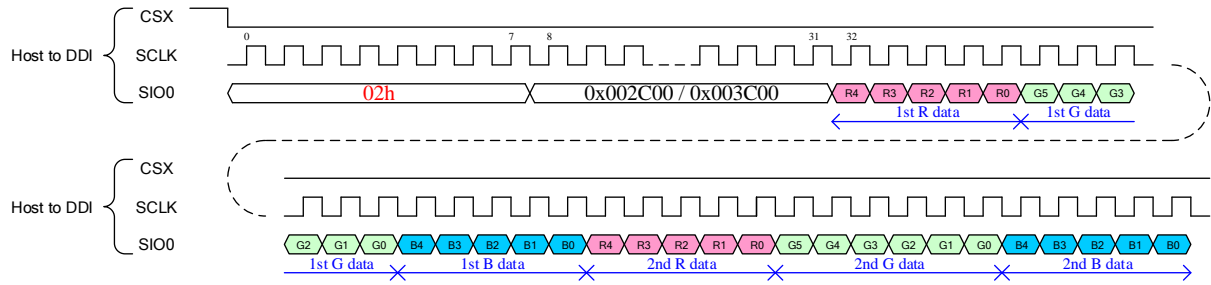 CSX
0 7 8 31 32
Host to DDI SCLK
SIO0 02h 0x002C00 / 0x003C00 R4 R3 R2 R1 R0 G5 G4 G3
1st R data 1st G data
CSX
Host to DDI SCLK
SIO0 G2 G1 G0 B4 B3 B2 B1 B0 R4 R3 R2 R1 R0 G5 G4 G3 G2 G1 G0 B4 B3 B2 B1 B0
1st G data 1st B data 2nd R data 2nd G data 2nd B data